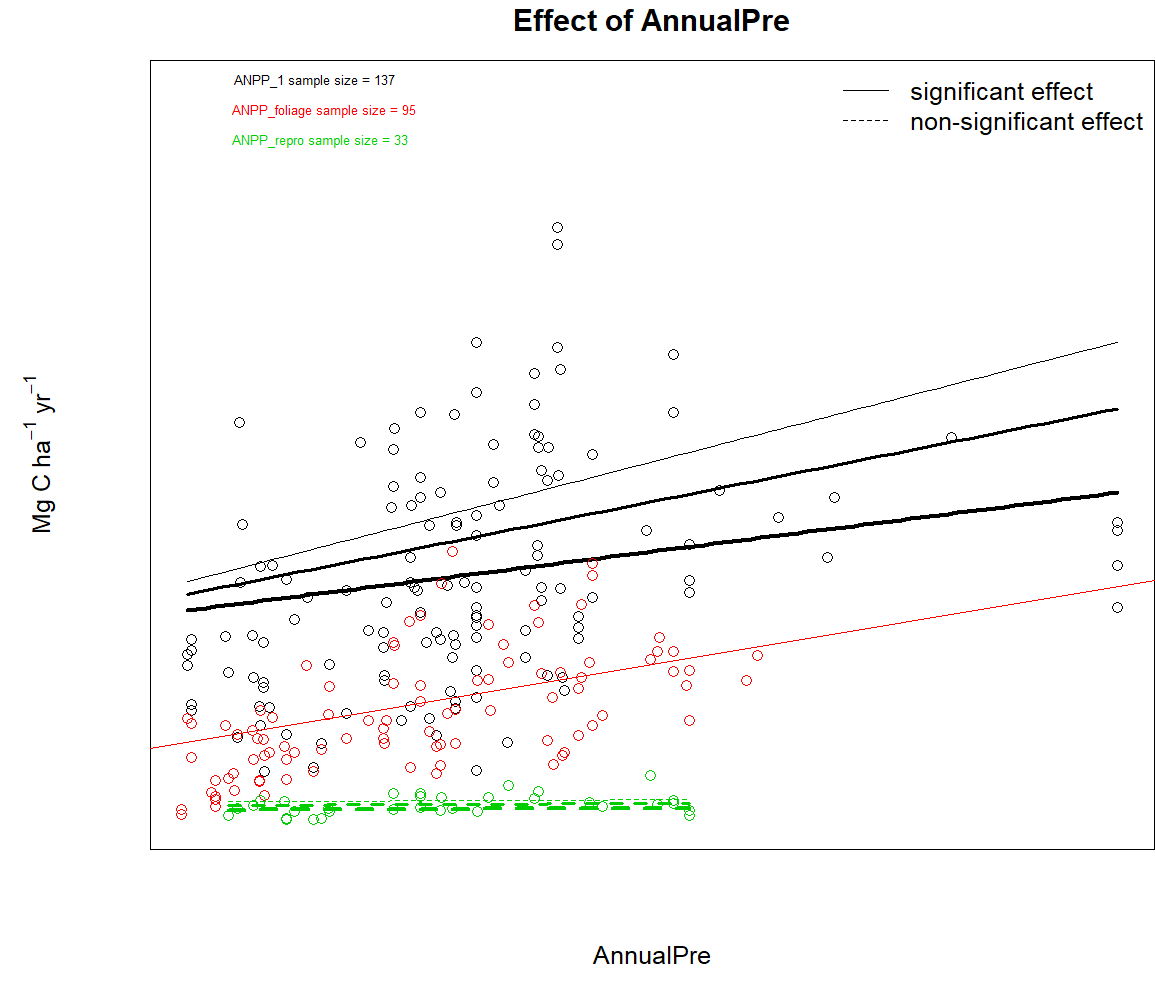 Effect of AnnualPre
ANPP_1 sample size = 137
ANPP_foliage sample size = 95
ANPP_repro sample size = 33
significant effect
non-significant effect
Mg C ha⁻¹ yr⁻¹
AnnualPre